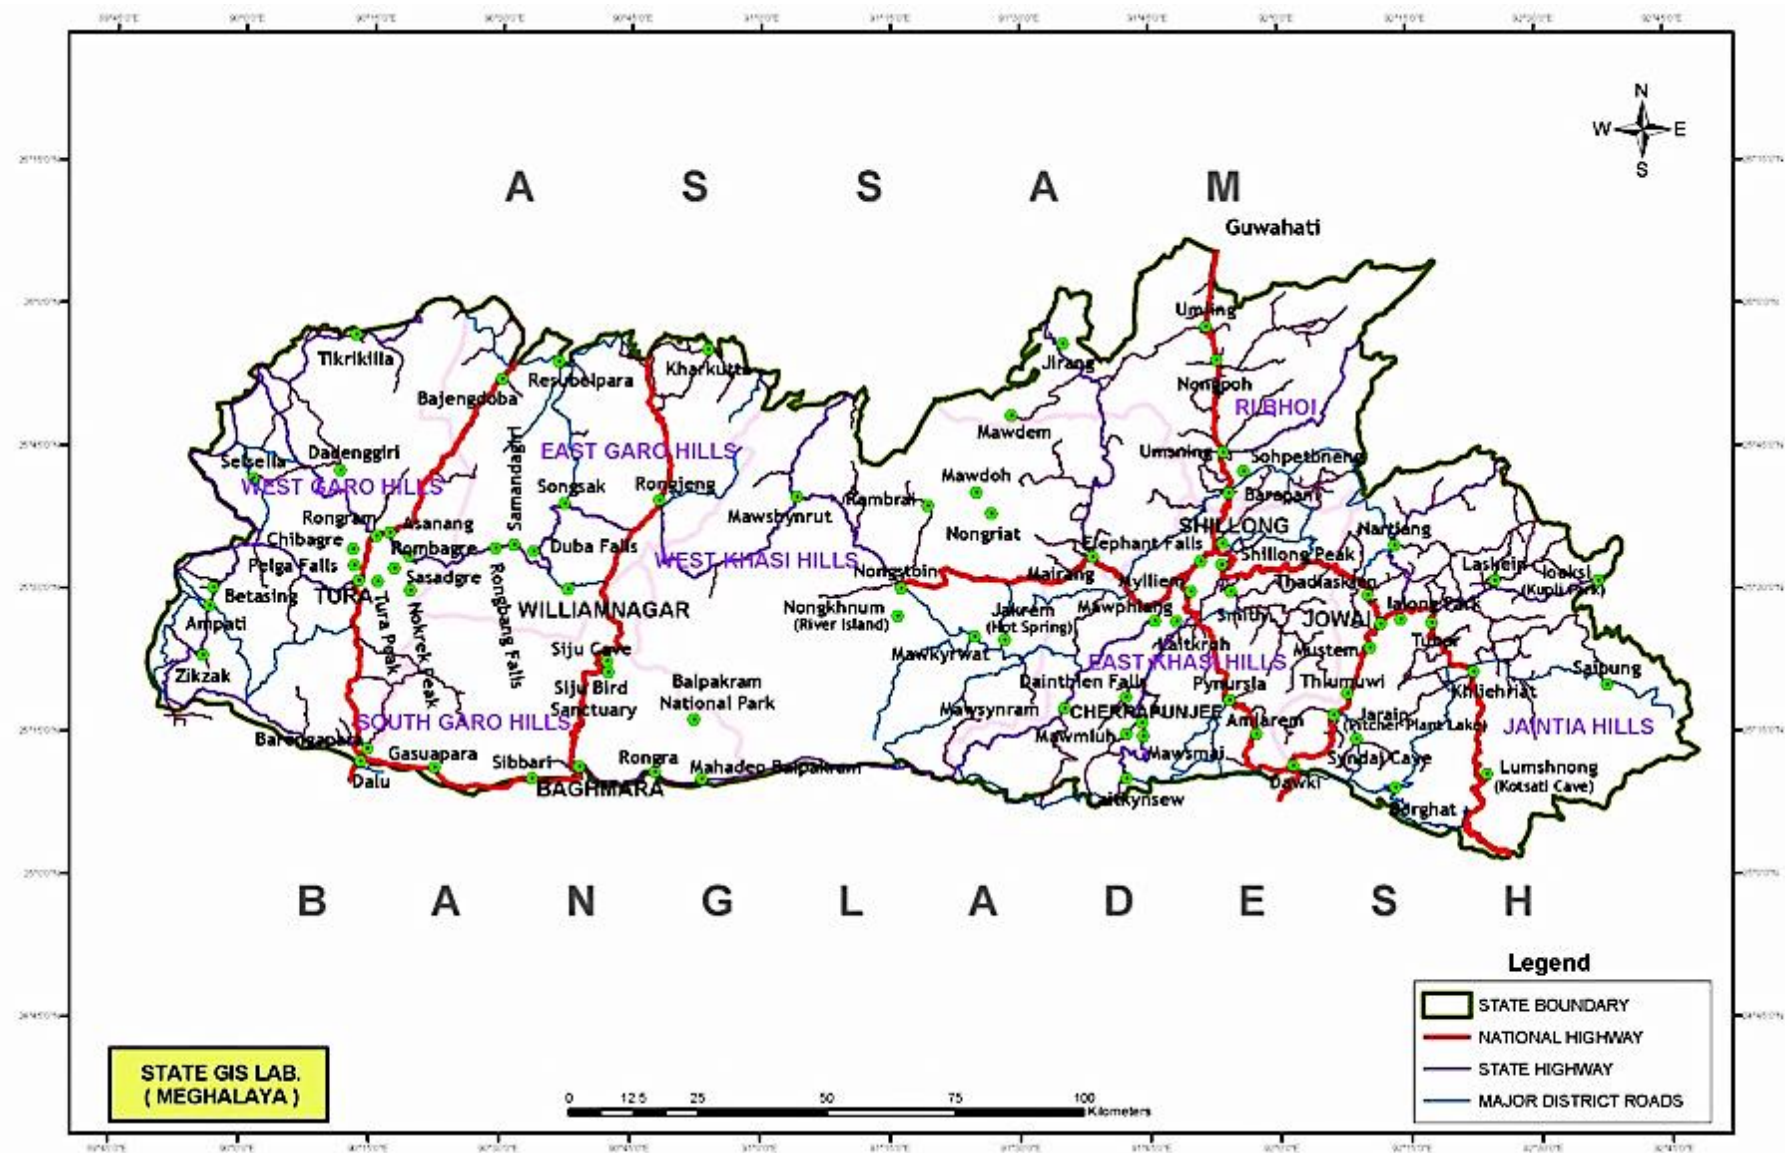 N
W E
S
A S S A M
Guwahati
Umling
Tikrikilla
Kharkutta
Jirang
Resubelpara
Nongpoh
Bajengdoba
RI BHOI
Mawdem
EAST GARO HILLS
Umsning
Sohpetbneng
Dadenggiri
Selsella
WEST GARO HILLS
Samanda
Songsak
Rongjeng
Mawdoh
Rambrai
Barapani
Mawshynrut
Rongram
Asanang
SHILLONG
Nartiang
Chibagre
Rombagre
Duba Falls
Nongriat
Elephant Falls
Shillong Peak
Pelga Falls
Sasadgre
WEST KHASI HILLS
Nongstoin
Mairang
Mylliem
Thadlaskein
Laskein
(Kupli Park)
Betasing
TURA
WILLIAMNAGAR
Nongkhnum
(River Island)
Jakrem
(Hot Spring)
Mawphlang
Smit
JOWAI
Ialong Park
Ampati
Tura Peak
Nokrek Peak
Rongbang Falls
Siju Cave
Mawkyrwat
Laitkroh
Mustem
Tuber
Zikzak
EAST KHASI HILLS
Saipung
Siju Bird
Sanctuary
Balpakram
National Park
Dainthlen Falls
Pynursla
Thlumuwi
Khliehriat
SOUTH GARO HILLS
Mawsynram
CHERRAPUNJEE
Amlarem
Jarain
(Pitcher Plant Lake)
JAINTIA HILLS
Barengapara
Mawmluh
Gasuapara
Sibbari
Rongra
Mahadeo Balpakram
Mawsmai
Syndai Cave
Dalu
BAGHMARA
Laitkynsew
Dawki
Lumshnong
(Kotsati Cave)
Borghat
B A N G L A D E S H
Legend
STATE BOUNDARY
NATIONAL HIGHWAY
STATE HIGHWAY
MAJOR DISTRICT ROADS
STATE GIS LAB.
( MEGHALAYA )
0 12.5 25 50 75 100
Kilometers